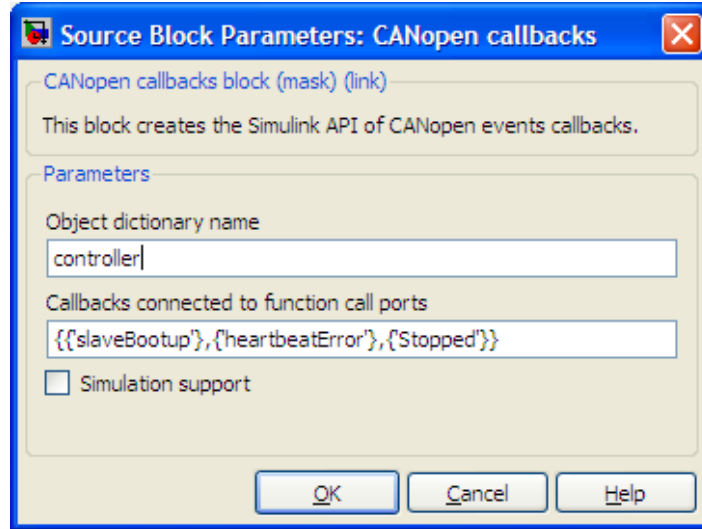 Source Block Parameters: CANopen callbacks
CANopen callbacks block (mask) (link)
This block creates the Simulink API of CANopen events callbacks.
Parameters
Object dictionary name
controller
Callbacks connected to function call ports
{{'slaveBootup'},{'heartbeatError'},{'Stopped'}}
Simulation support
OK Cancel Help